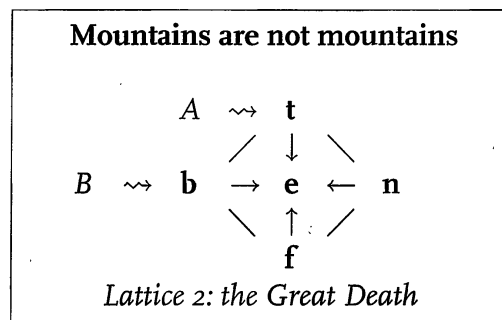 Mountains are not mountains
A ⇝ t
B ⇝ b → e ← n
f
Lattice 2: the Great Death